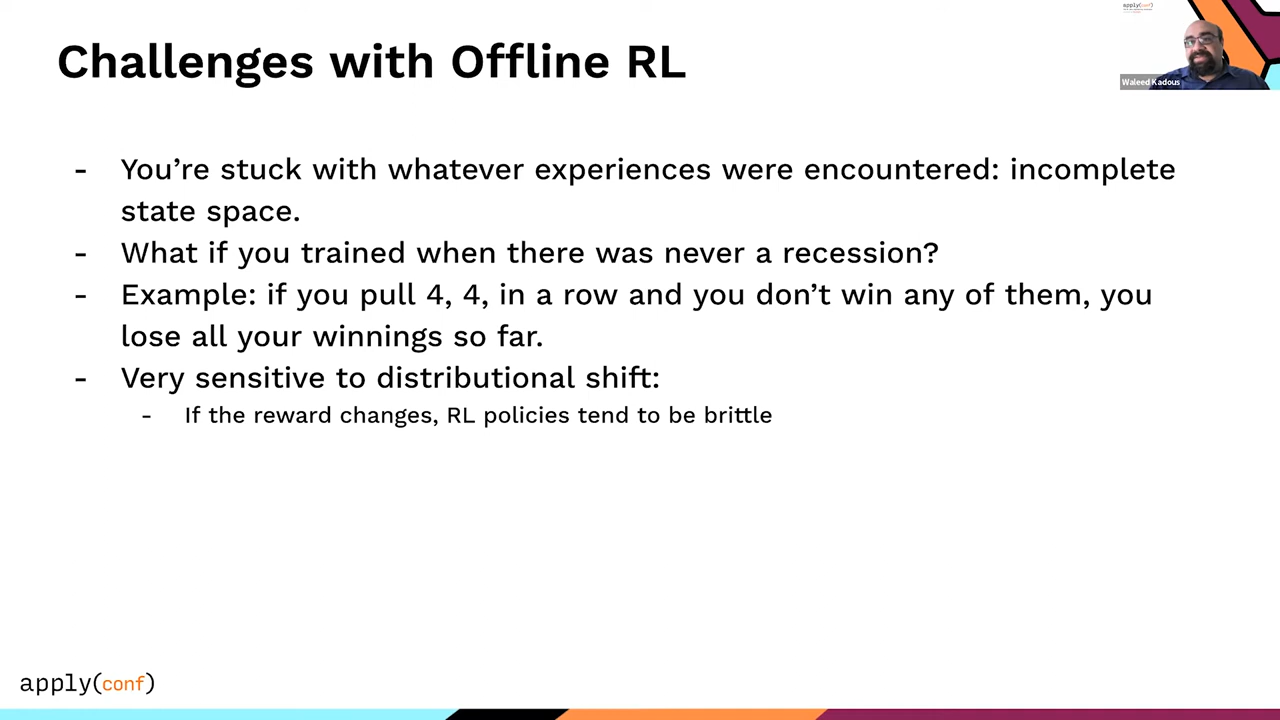 apply(conf)
Challenges with Offline RL
Waleed Kadous
- You're stuck with whatever experiences were encountered: incomplete
state space.
- What if you trained when there was never a recession?
- Example: if you pull 4, 4, in a row and you don't win any of them, you
lose all your winnings so far.
- Very sensitive to distributional shift:
- If the reward changes, RL policies tend to be brittle
apply(conf)